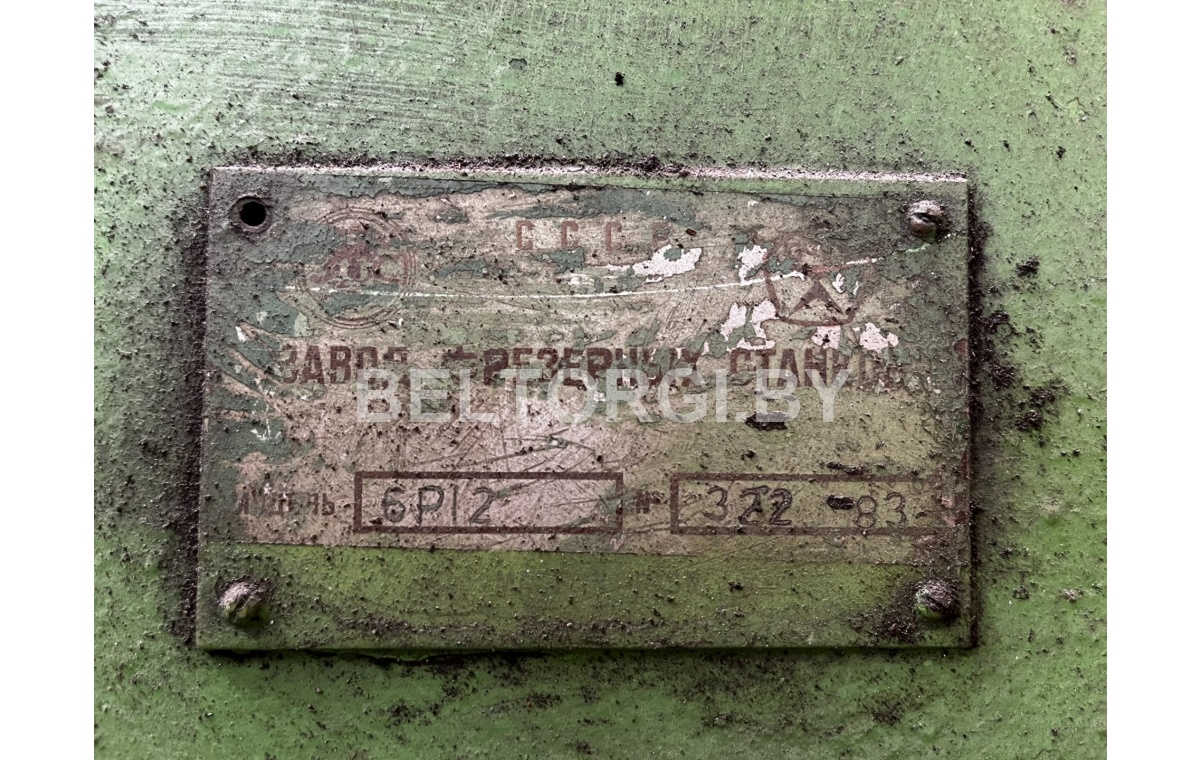 СССР
ЗАВОД ФРЕЗЕРНЫХ СТАНКОВ
BELTORGI.BY
МОДЕЛЬ 6Р12 № 322-83